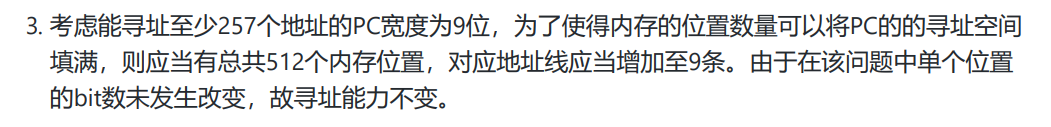 3. 考虑能寻址至少257个地址的PC宽度为9位，为了使得内存的位置数量可以将PC的的寻址空间
填满，则应当有总共512个内存位置，对应地址线应当增加至9条。由于在该问题中单个位置
的bit数未发生改变，故寻址能力不变。